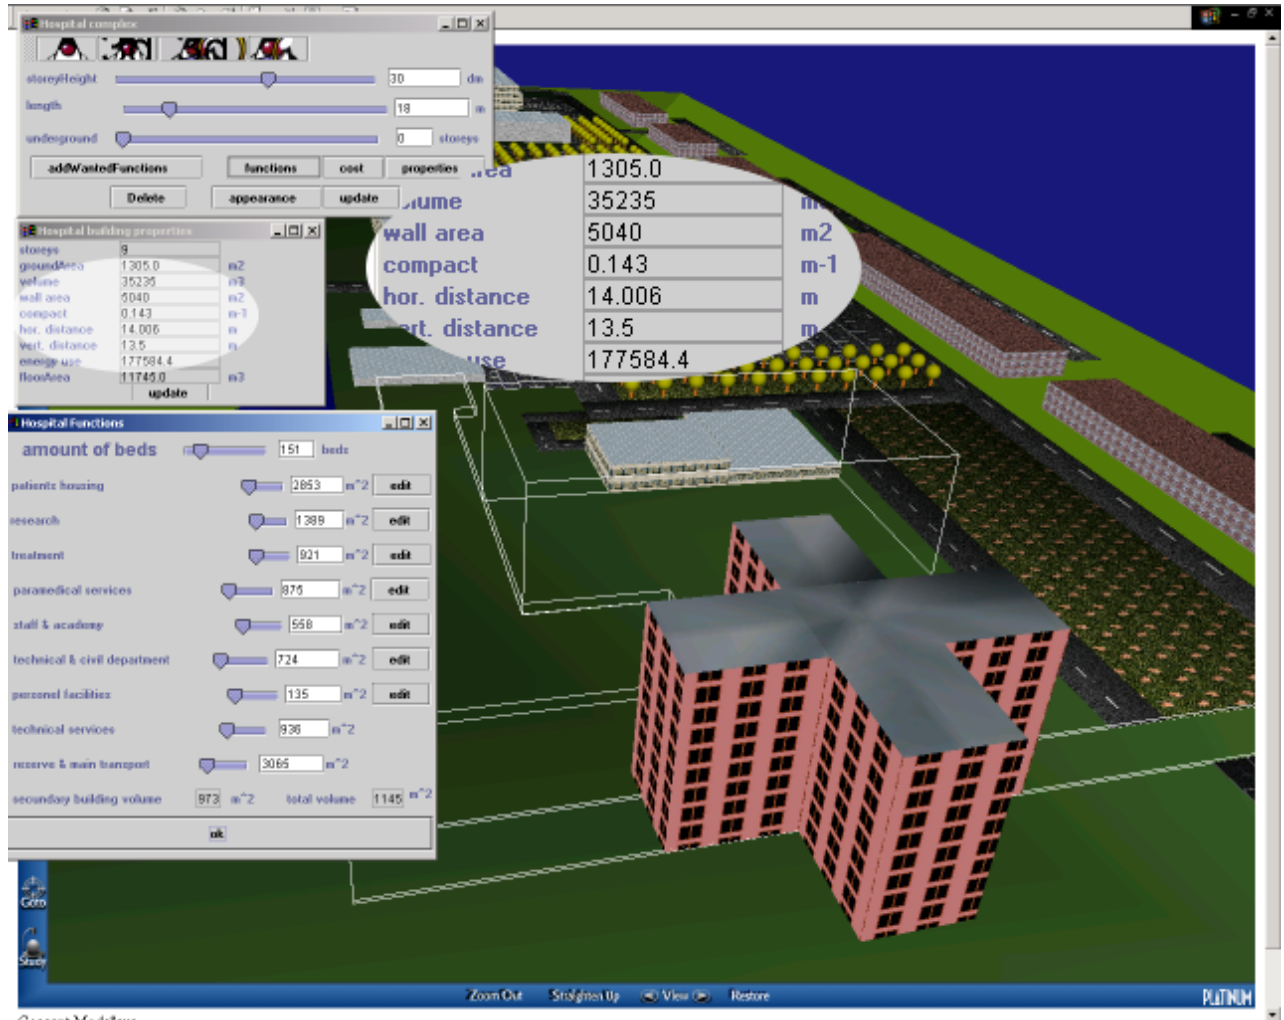 Hospital complex
storeyHeight 30 dm
length 18 m
underground 0 storeys
addWantedFunctions functions cost properties
Delete appearance update
Hospital building properties
storeys 9
groundArea 1305.0 m2
volume 35235 m3
wall area 5040 m2
compact 0.143 m-1
hor. distance 14.006 m
vert. distance 13.5 m
energy use 177584.4
floorArea 11745.0 m3
update
rea 1305.0
lume 35235
wall area 5040 m2
compact 0.143 m-1
hor. distance 14.006 m
ert. distance 13.5 m
use 177584.4
Hospital Functions
amount of beds 151 beds
patients housing 2853 m^2 edit
research 1389 m^2 edit
treatment 921 m^2 edit
paramedical services 875 m^2 edit
staff & academy 558 m^2 edit
technical & civil department 724 m^2 edit
personel facilities 135 m^2 edit
technical services 936 m^2
reserve & main transport 3065 m^2
secundary building volume 973 m^2 total volume 1145 m^2
ok
Goto
Study
Zoom Out Straighten Up View Restore
PLATINUM